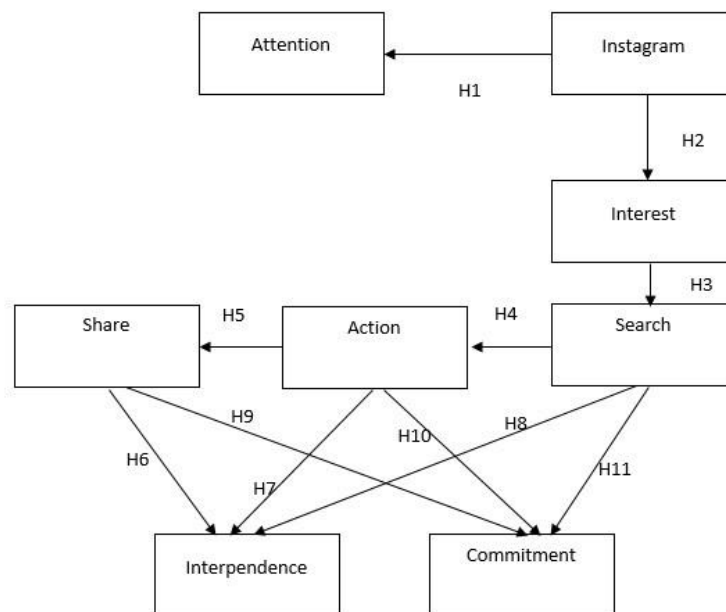 Attention
Instagram
H1
H2
Interest
H3
Share
H5
Action
H4
Search
H9
H10
H8
H6
H7
H11
Interpendence
Commitment